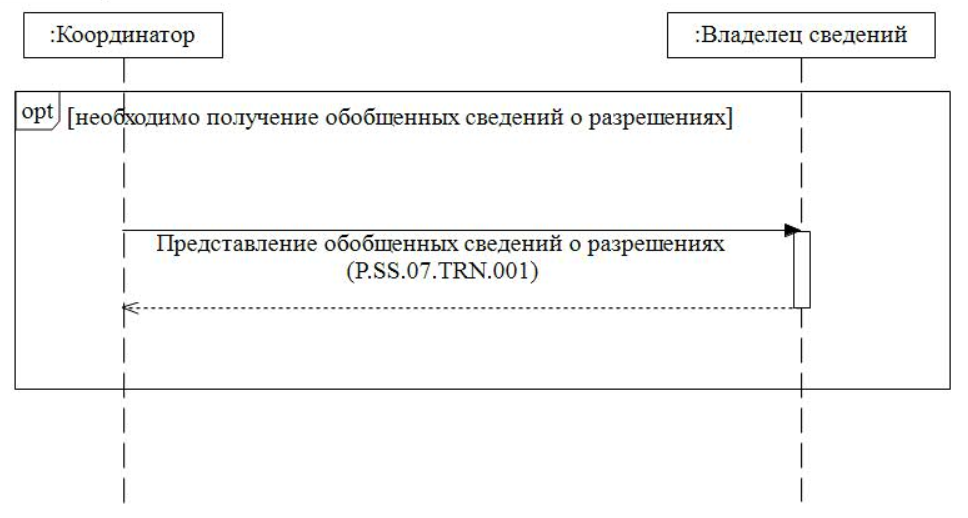 :Координатор
:Владелец сведений
opt
[необходимо получение обобщенных сведений о разрешениях]
Представление обобщенных сведений о разрешениях
(P.SS.07.TRN.001)